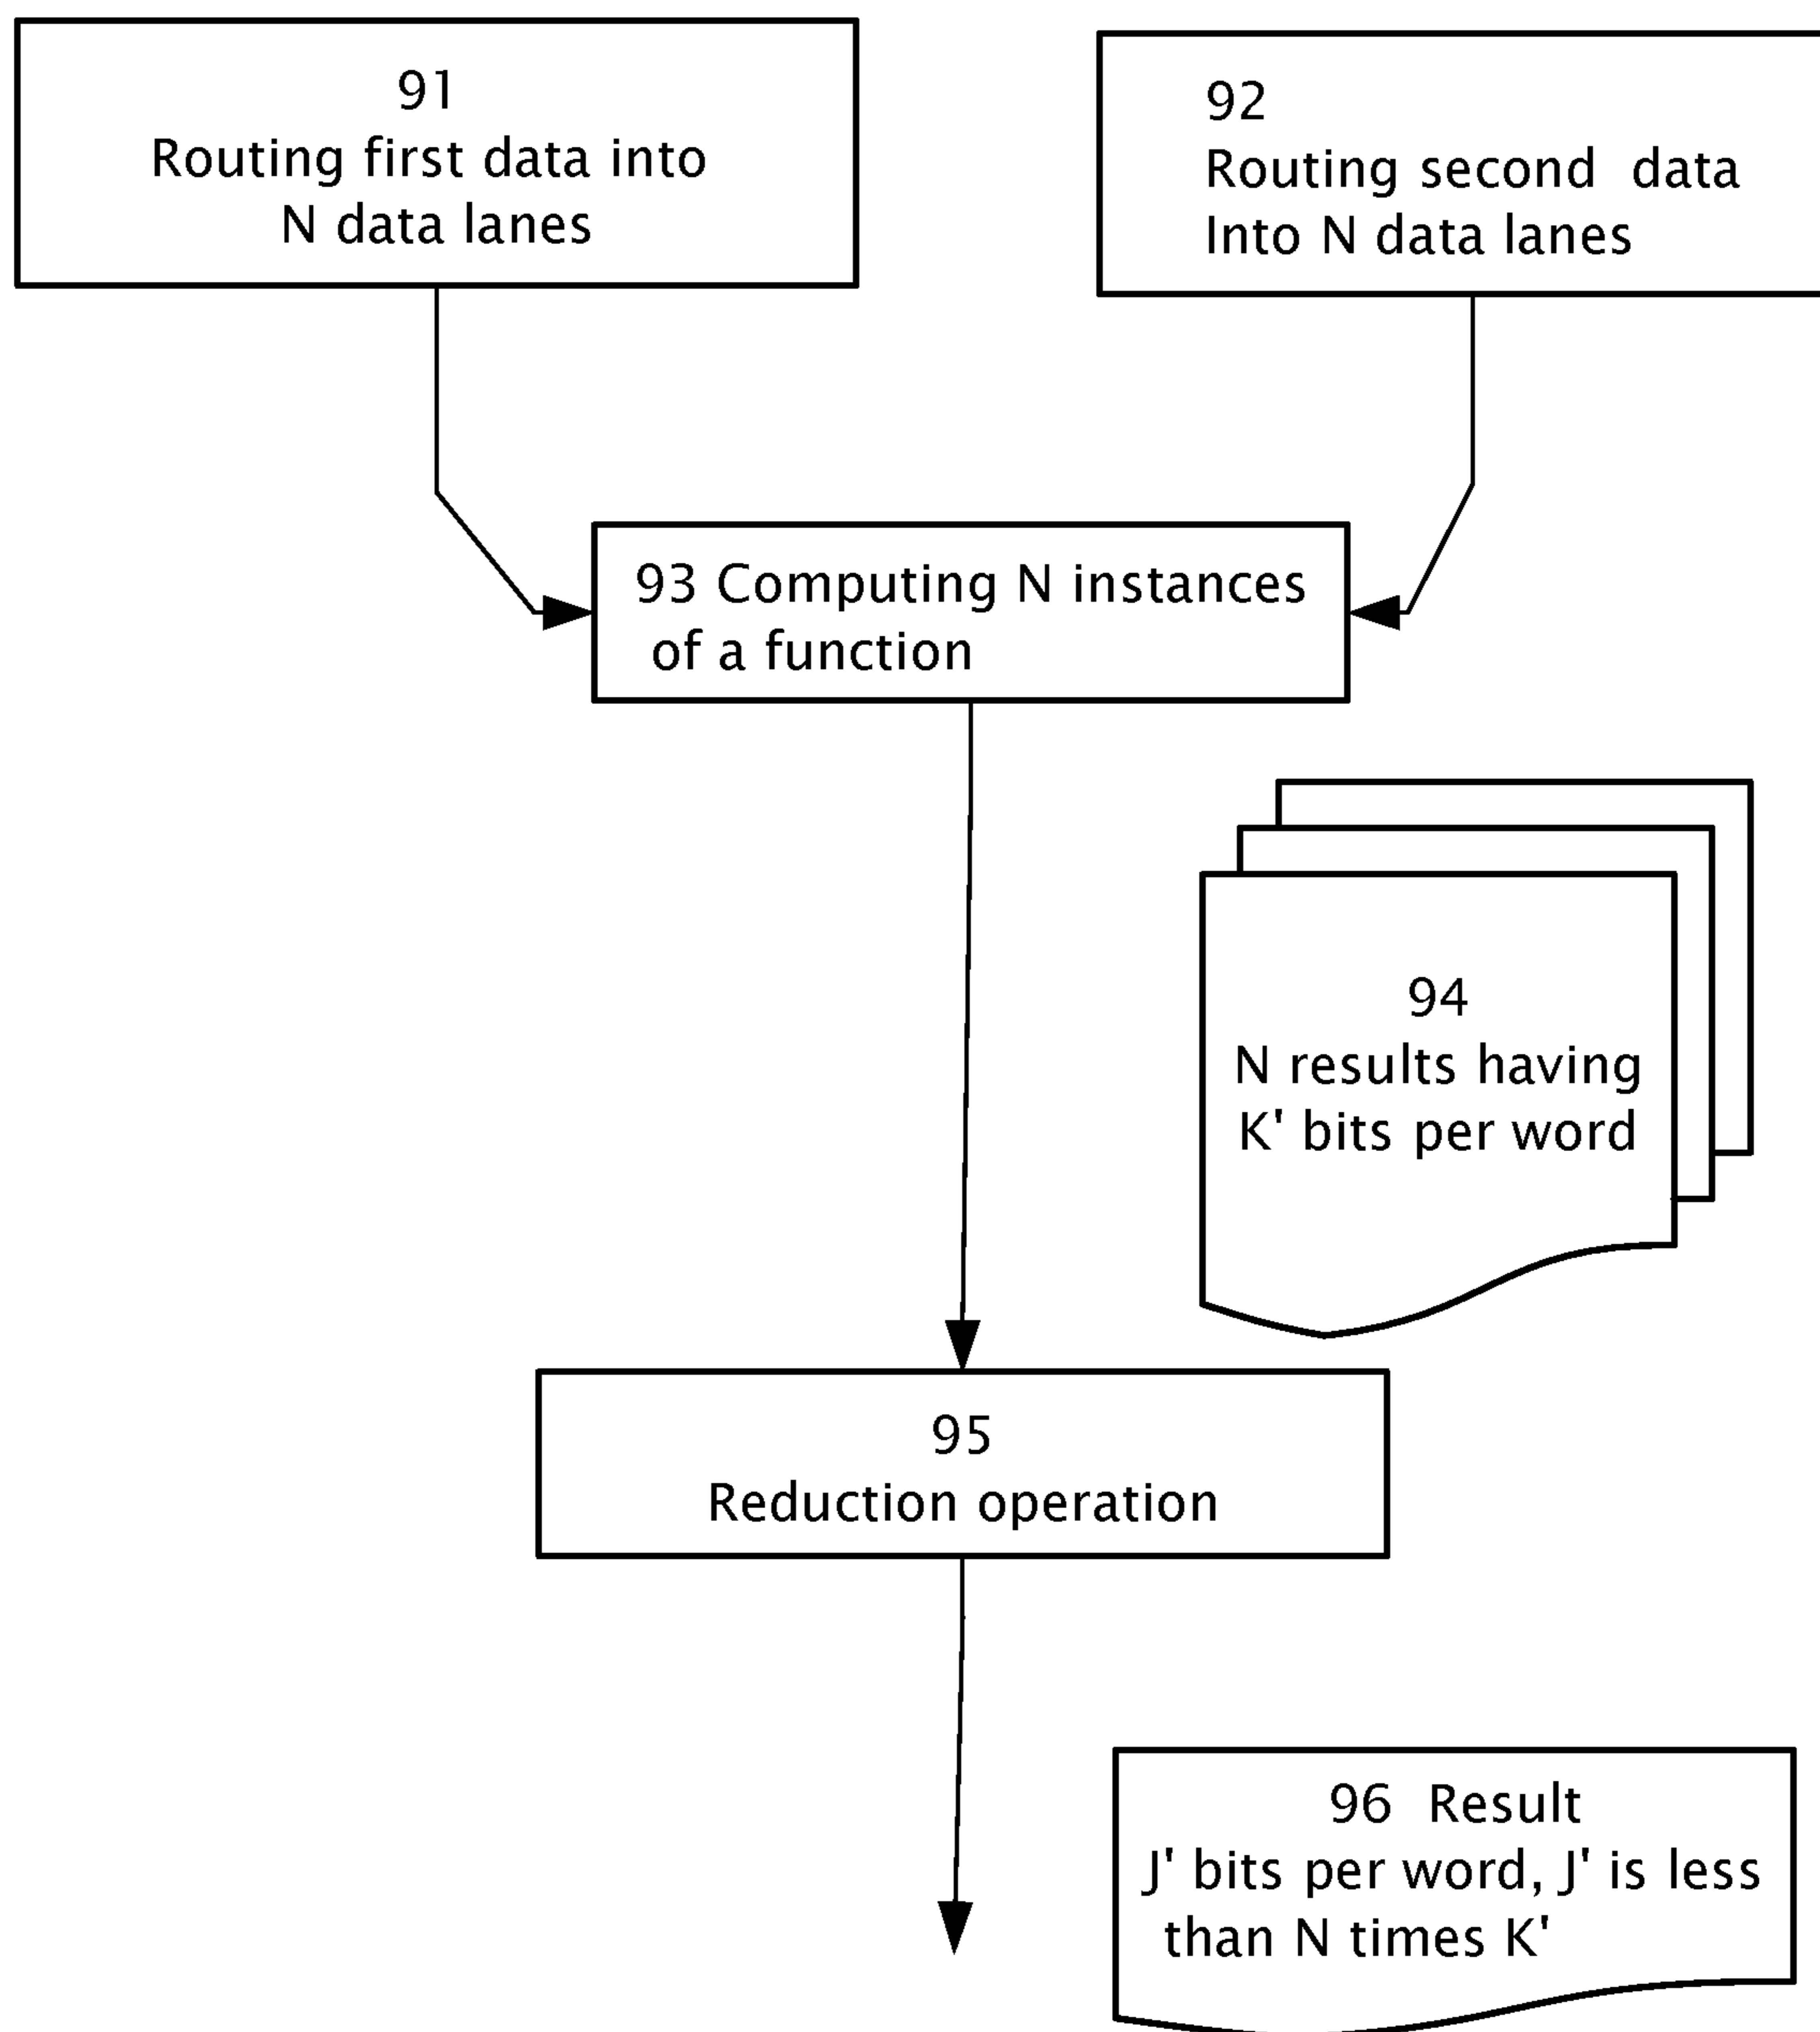 91
Routing first data into
N data lanes
92
Routing second data
Into N data lanes
93 Computing N instances
of a function
94
N results having
K' bits per word
95
Reduction operation
96 Result
J' bits per word, J' is less
than N times K'